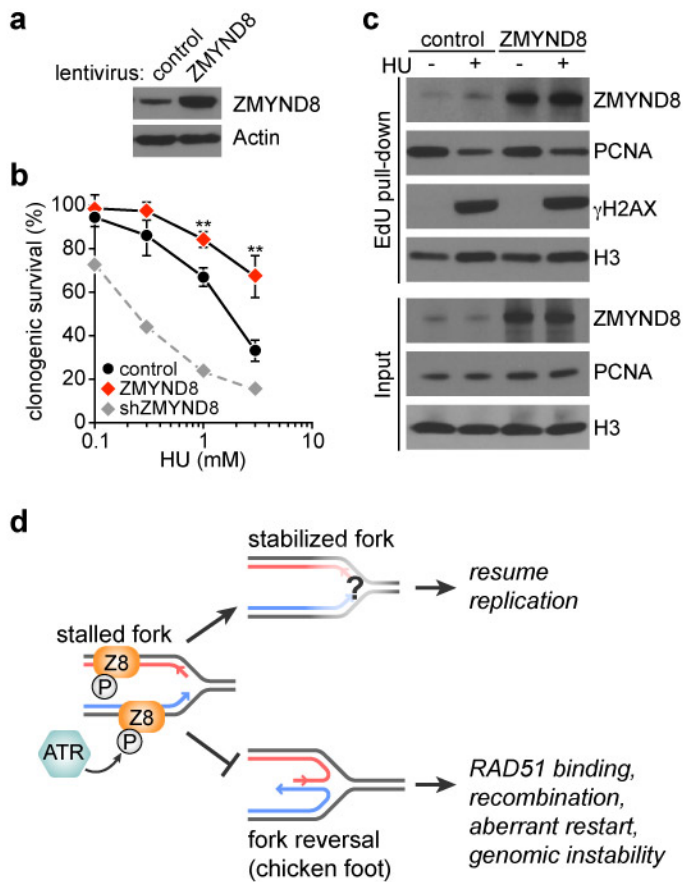 a
lentivirus: control ZMYND8
ZMYND8
Actin
b
clonogenic survival (%)
100
80
60
40
20
0
**
**
control
ZMYND8
shZMYND8
0.1 1 10
HU (mM)
c
control ZMYND8
HU - + - +
EdU pull-down
ZMYND8
PCNA
γH2AX
H3
Input
ZMYND8
PCNA
H3
d
stabilized fork
?
resume
replication
stalled fork
Z8
P
Z8
P
ATR
fork reversal
(chicken foot)
RAD51 binding,
recombination,
aberrant restart,
genomic instability